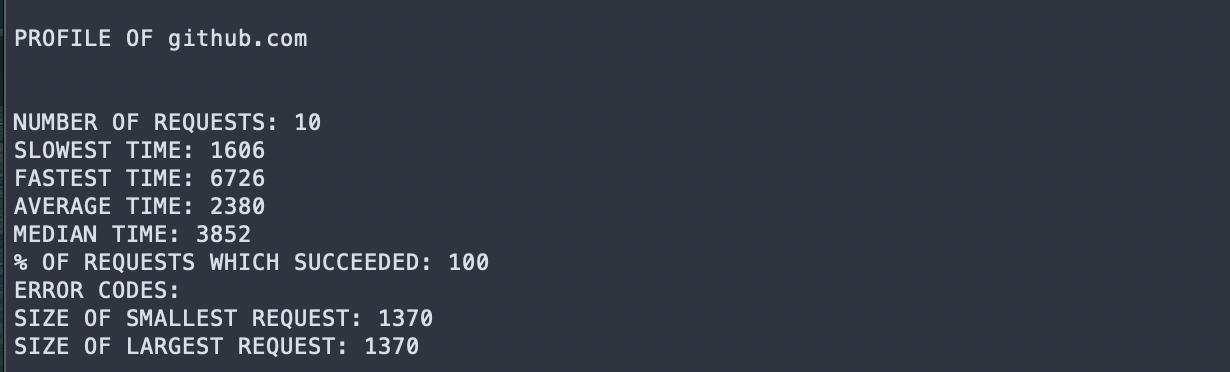 PROFILE OF github.com
NUMBER OF REQUESTS: 10
SLOWEST TIME: 1606
FASTEST TIME: 6726
AVERAGE TIME: 2380
MEDIAN TIME: 3852
% OF REQUESTS WHICH SUCCEEDED: 100
ERROR CODES:
SIZE OF SMALLEST REQUEST: 1370
SIZE OF LARGEST REQUEST: 1370